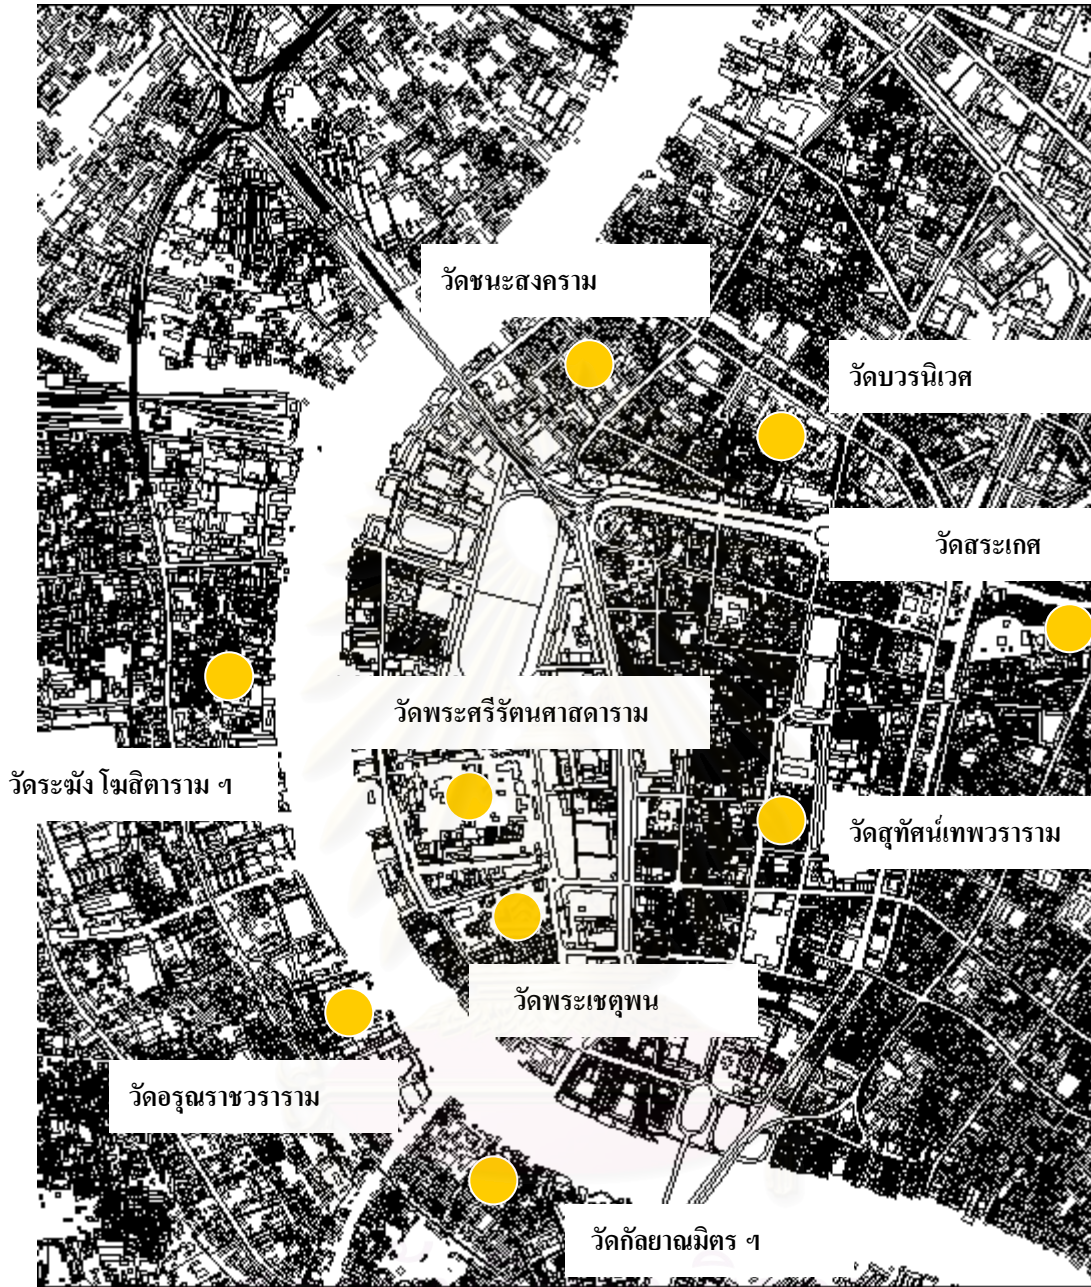 วัดชนะสงคราม
วัดบวรนิเวศ
วัดสระเกศ
วัดพระศรีรัตนศาสดาราม
วัดระฆังโฆสิตาราม ฯ
วัดสุทัศน์เทพวราราม
วัดพระเชตุพน
วัดอรุณราชวราราม
วัดกัลยาณมิตร ฯ